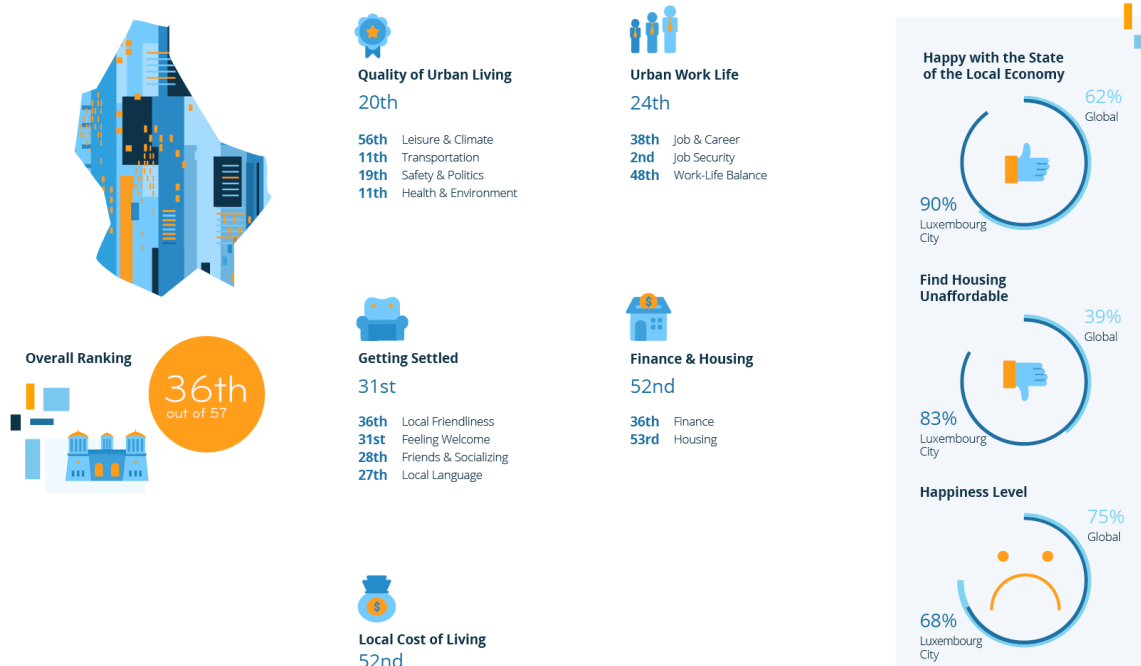 Overall Ranking
36th
out of 57
Quality of Urban Living
20th
56th Leisure & Climate
11th Transportation
19th Safety & Politics
11th Health & Environment
Urban Work Life
24th
38th Job & Career
2nd Job Security
48th Work-Life Balance
Getting Settled
31st
36th Local Friendliness
31st Feeling Welcome
28th Friends & Socializing
27th Local Language
Finance & Housing
52nd
36th Finance
53rd Housing
$
Local Cost of Living
52nd
$
Happy with the State
of the Local Economy
62%
Global
90%
Luxembourg
City
Find Housing
Unaffordable
39%
Global
83%
Luxembourg
City
Happiness Level
75%
Global
68%
Luxembourg
City